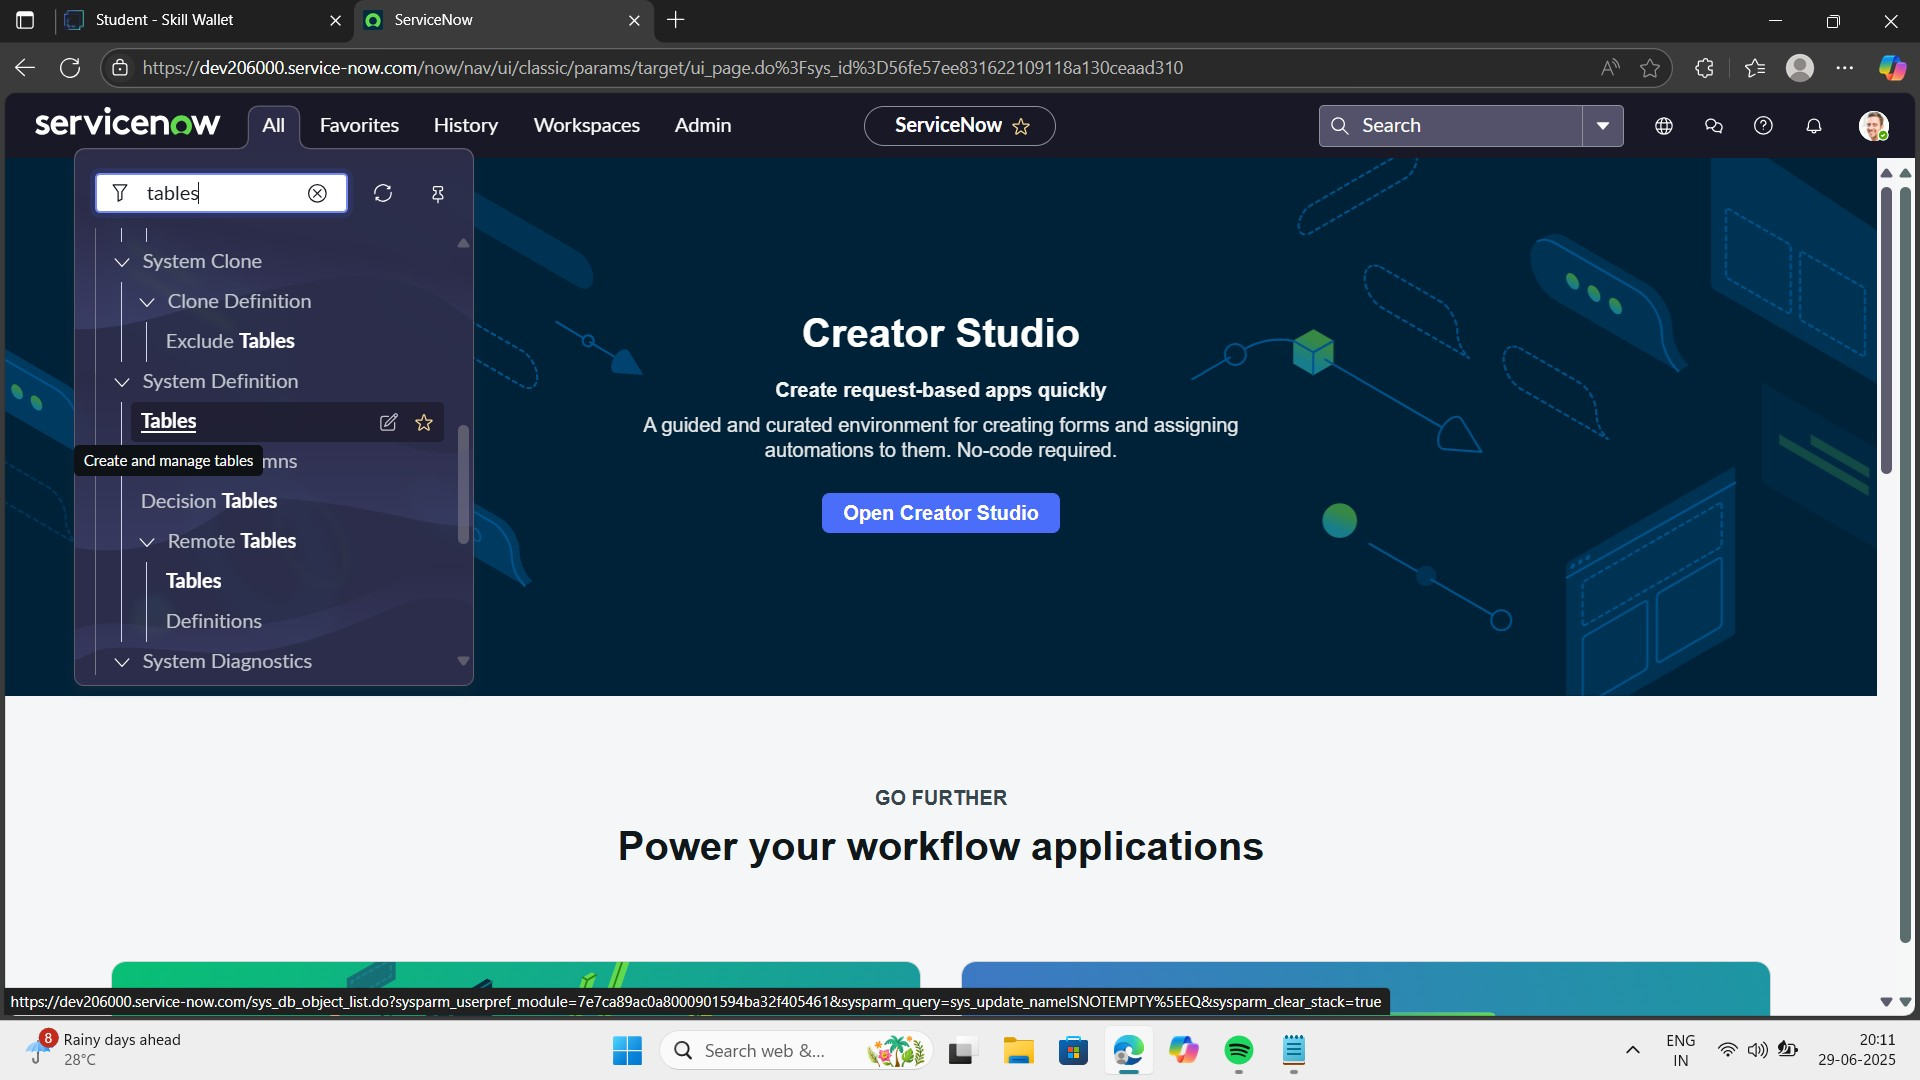 Student - Skill Wallet
ServiceNow
https://dev206000.service-now.com/now/nav/ui/classic/params/target/ui_page.do%3Fsys_id%3D56fe57ee831622109118a130ceaad310
servicenow All Favorites History Workspaces Admin
ServiceNow
Search
tables
System Clone
Clone Definition
Exclude Tables
System Definition
Tables
Create and manage tables
mns
Decision Tables
Remote Tables
Tables
Definitions
System Diagnostics
Creator Studio
Create request-based apps quickly
A guided and curated environment for creating forms and assigning
automations to them. No-code required.
Open Creator Studio
GO FURTHER
Power your workflow applications
https://dev206000.service-now.com/sys_db_object_list.do?sysparm_userpref_module=7e7ca89ac0a8000901594ba32f405461&sysparm_query=sys_update_nameISNOTEMPTY%5EEQ&sysparm_clear_stack=true
8
Rainy days ahead
28°C
Search web &...
ENG
IN
20:11
29-06-2025